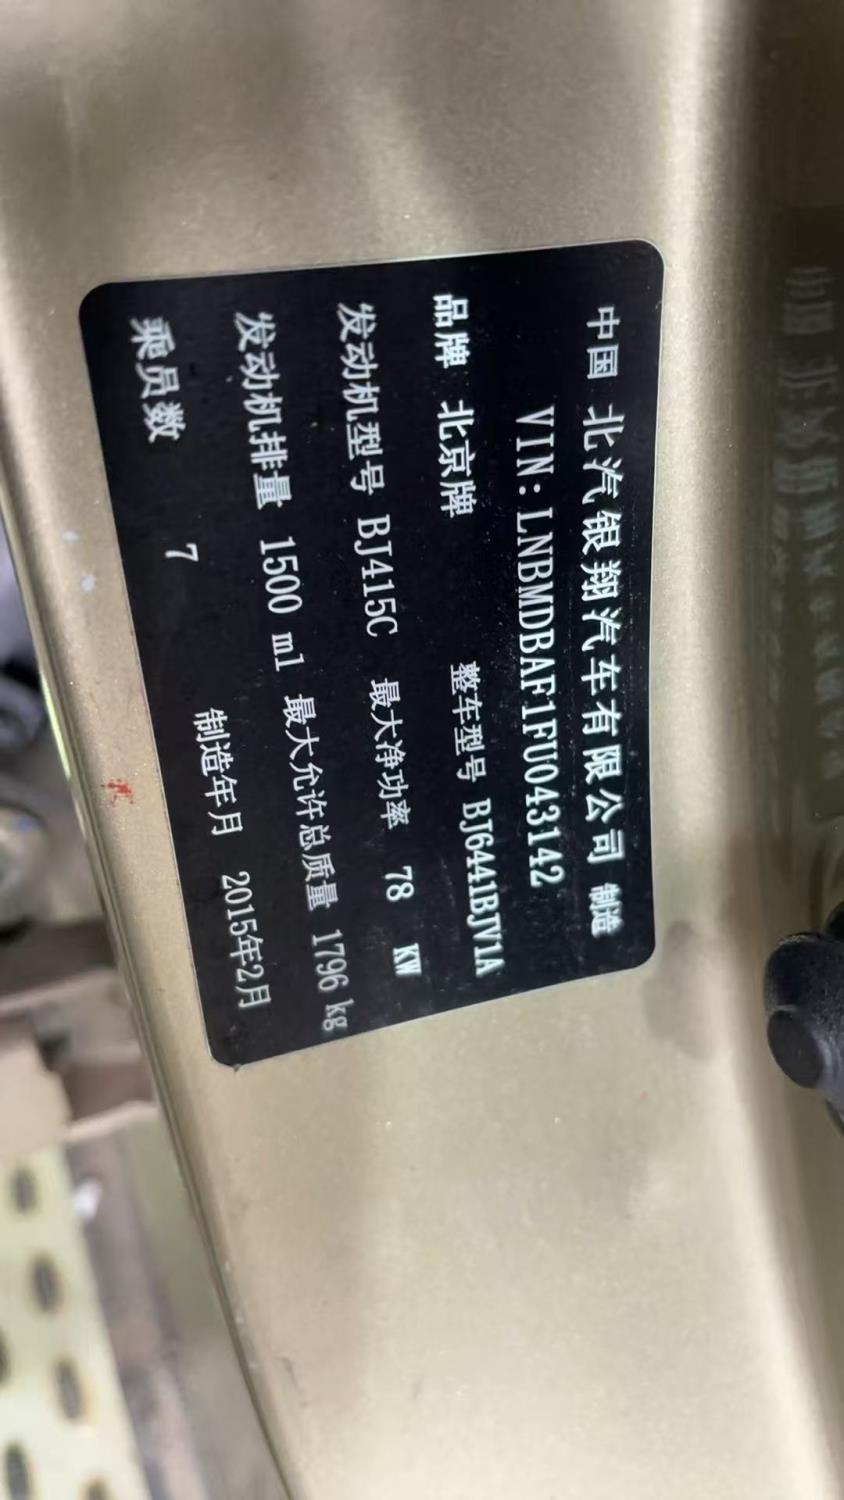 中国 北汽银翔汽车有限公司 制造
VIN:LNBMDBAF1FU043142
品牌 北京牌 整车型号 BJ6441BJV1A
发动机型号 BJ415C 最大净功率 78 KW
发动机排量 1500 ml 最大允许总质量 1796 kg
乘员数 7 制造年月 2015年2月